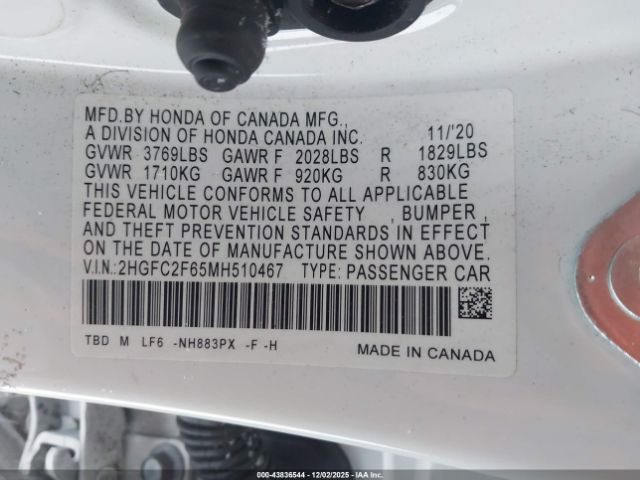 MFD.BY HONDA OF CANADA MFG.,
A DIVISION OF HONDA CANADA INC. 11/'20
GVWR 3769LBS GAWR F 2028LBS R 1829LBS
GVWR 1710KG GAWR F 920KG R 830KG
THIS VEHICLE CONFORMS TO ALL APPLICABLE
FEDERAL MOTOR VEHICLE SAFETY , BUMPER ,
AND THEFT PREVENTION STANDARDS IN EFFECT
ON THE DATE OF MANUFACTURE SHOWN ABOVE.
V.I.N.:2HGFC2F65MH510467 TYPE: PASSENGER CAR
TBD M LF6 -NH883PX -F -H
MADE IN CANADA
000-43836544 - 12/02/2025 - IAA Inc.